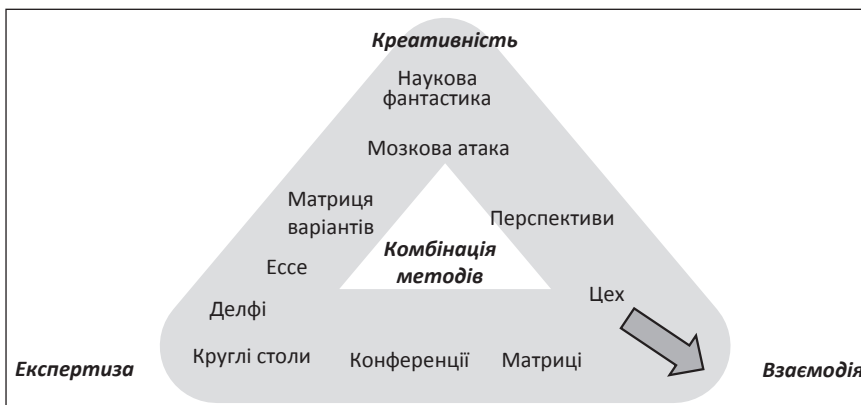 Креативність
Наукова
фантастика
Мозкова атака
Матриця
варіантів
Перспективи
Комбінація
методів
Ессе
Цех
Делфі
Круглі столи
Конференції
Матриці
Експертиза
Взаємодія